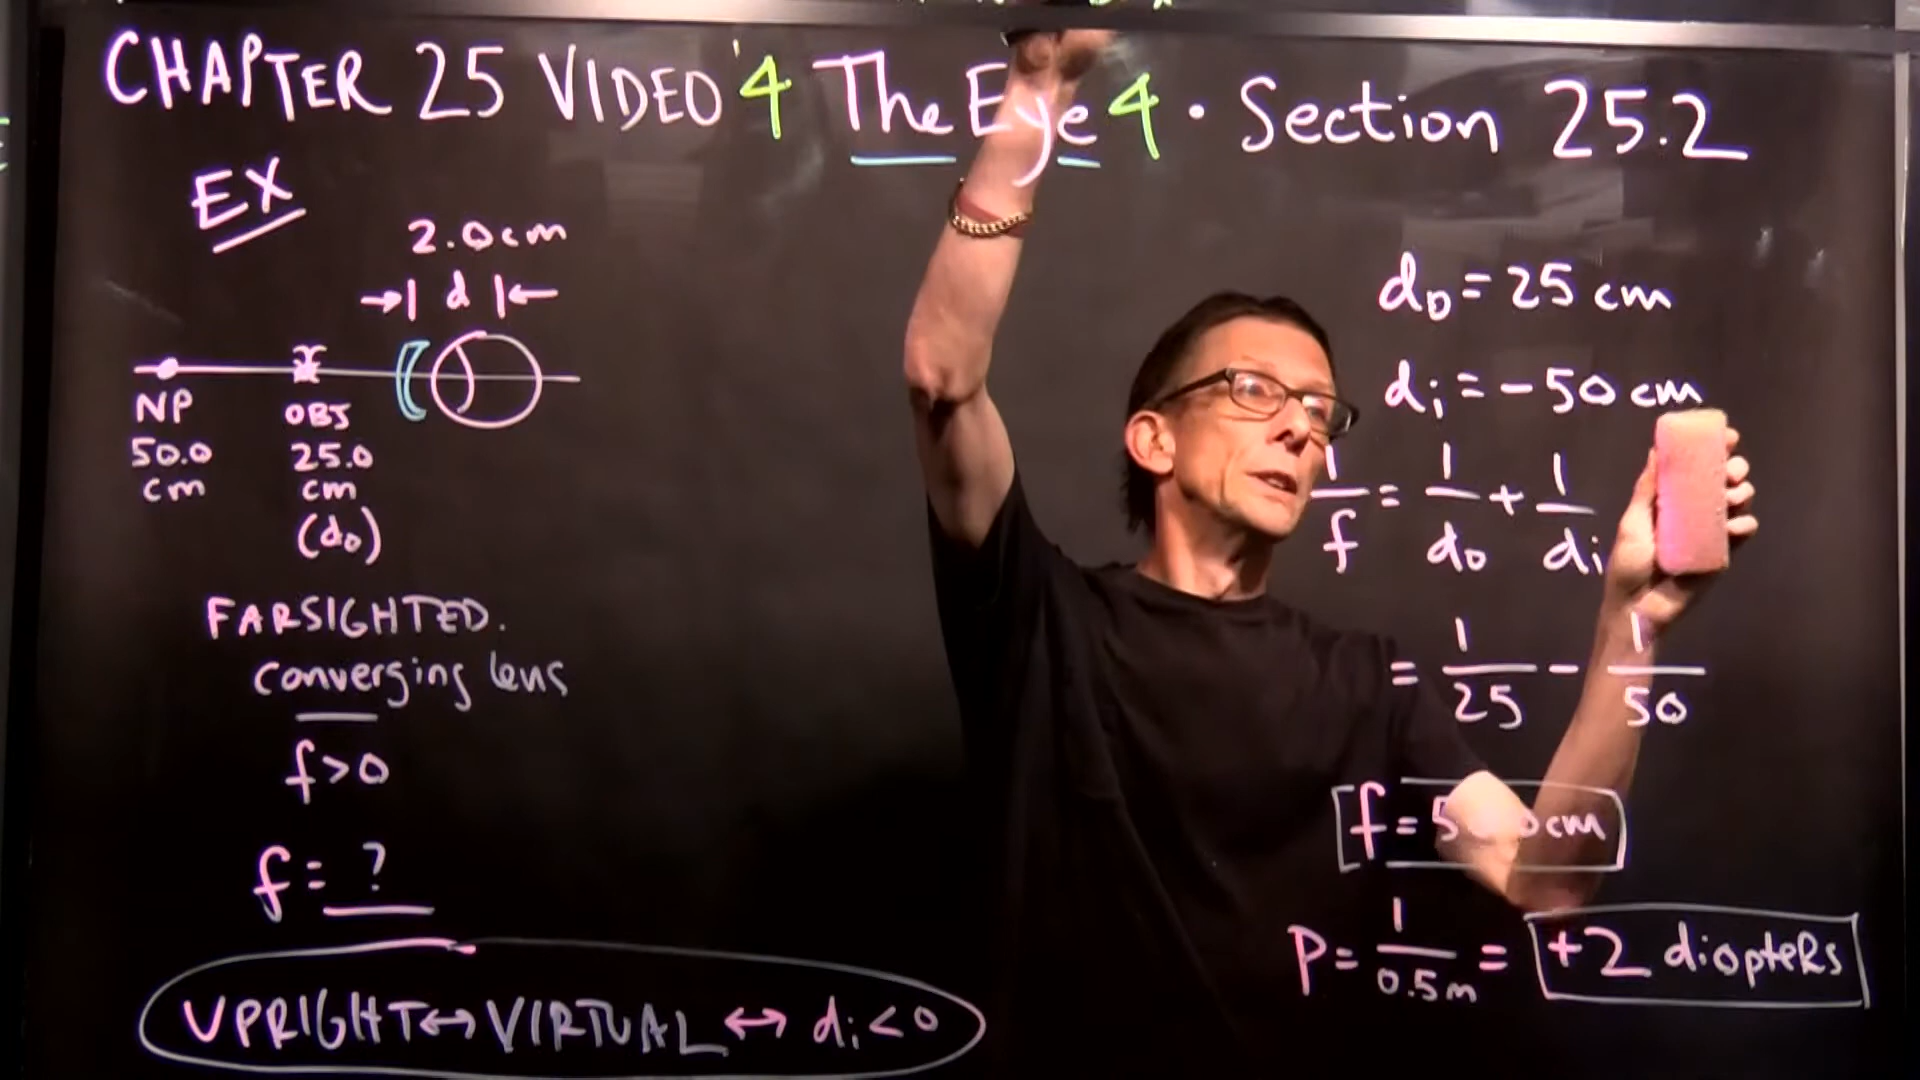 CHAPTER 25 VIDEO 4 The Eye 4 · Section 25.2
EX
2.0cm
→| d |←
NP
50.0
cm
OBJ
25.0
cm
(do)
FARSIGHTED.
converging lens
f>0
f= ?
UPRIGHT↔VIRTUAL↔ di<0
do = 25 cm
di = -50 cm
1/f = 1/do + 1/di
= 1/25 - 1/50
f= cm
P= 1/0.5m = +2 diopters